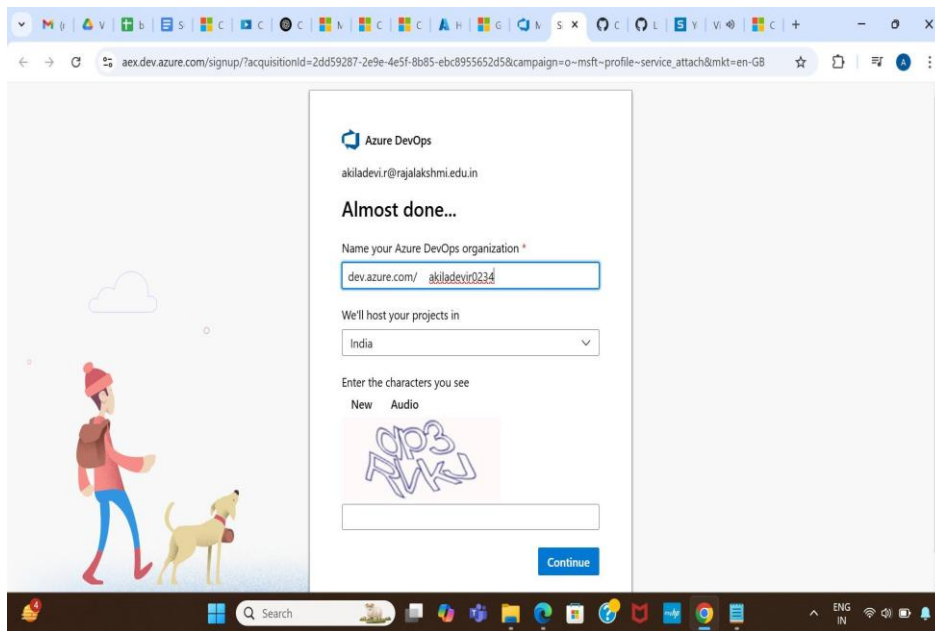 aex.dev.azure.com/signup/?acquisitionId=2dd59287-2e9e-4e5f-8b85-ebc8955652d5&campaign=o~msft~profile~service_attach&mkt=en-GB
Azure DevOps
akiladevi.r@rajalakshmi.edu.in
Almost done...
Name your Azure DevOps organization *
dev.azure.com/ akiladevir0234
We'll host your projects in
India
Enter the characters you see
New Audio
Continue
Search
ENG
IN